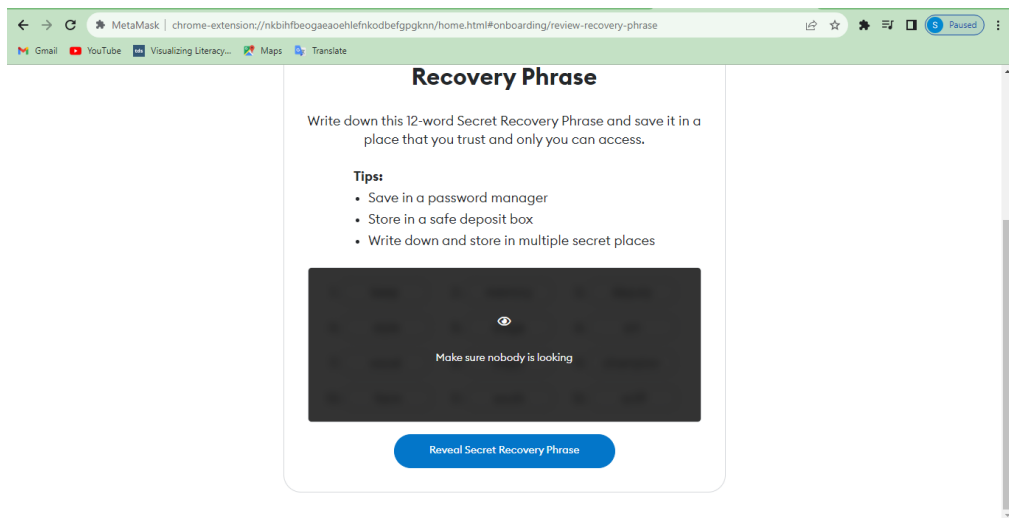 MetaMask | chrome-extension://nkbihfbeogaeaoehlefnkodbefgpgknn/home.html#onboarding/review-recovery-phrase
S Paused
Gmail YouTube tds Visualizing Literacy... Maps Translate
Recovery Phrase
Write down this 12-word Secret Recovery Phrase and save it in a
place that you trust and only you can access.
Tips:
• Save in a password manager
• Store in a safe deposit box
• Write down and store in multiple secret places
Make sure nobody is looking
Reveal Secret Recovery Phrase